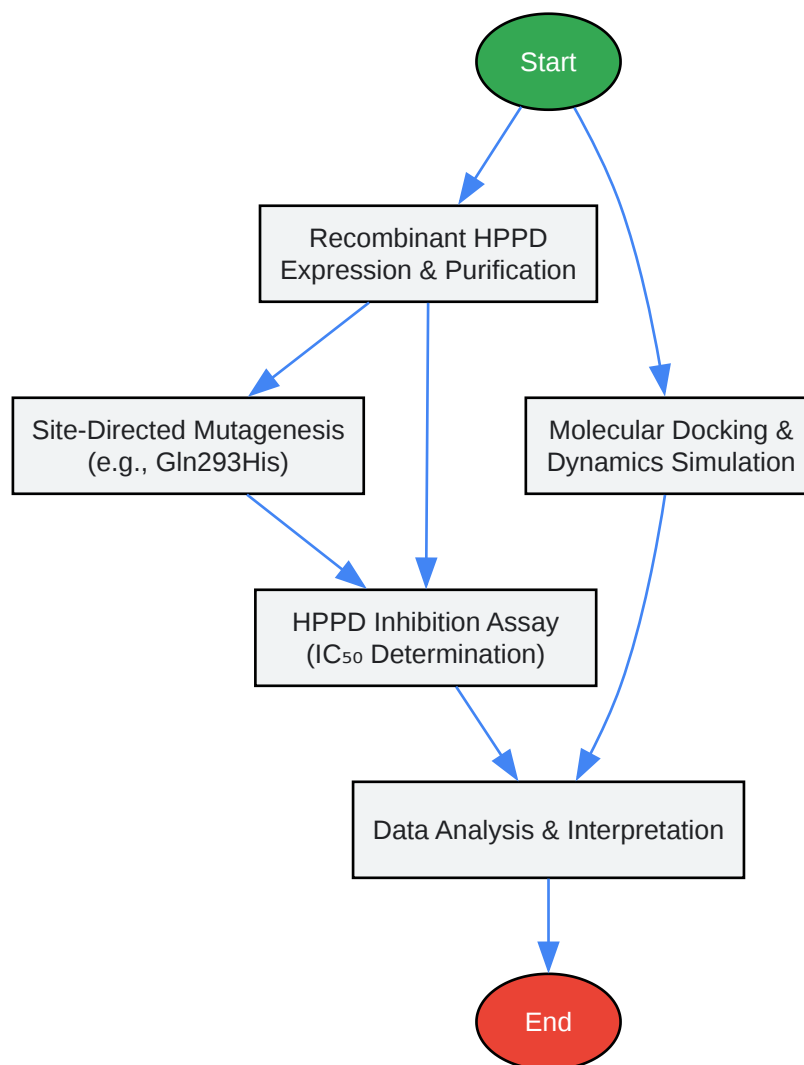 Start
Recombinant HPPD
Expression & Purification
Site-Directed Mutagenesis
(e.g., Gln293His)
Molecular Docking &
Dynamics Simulation
HPPD Inhibition Assay
(IC₅₀ Determination)
Data Analysis & Interpretation
End